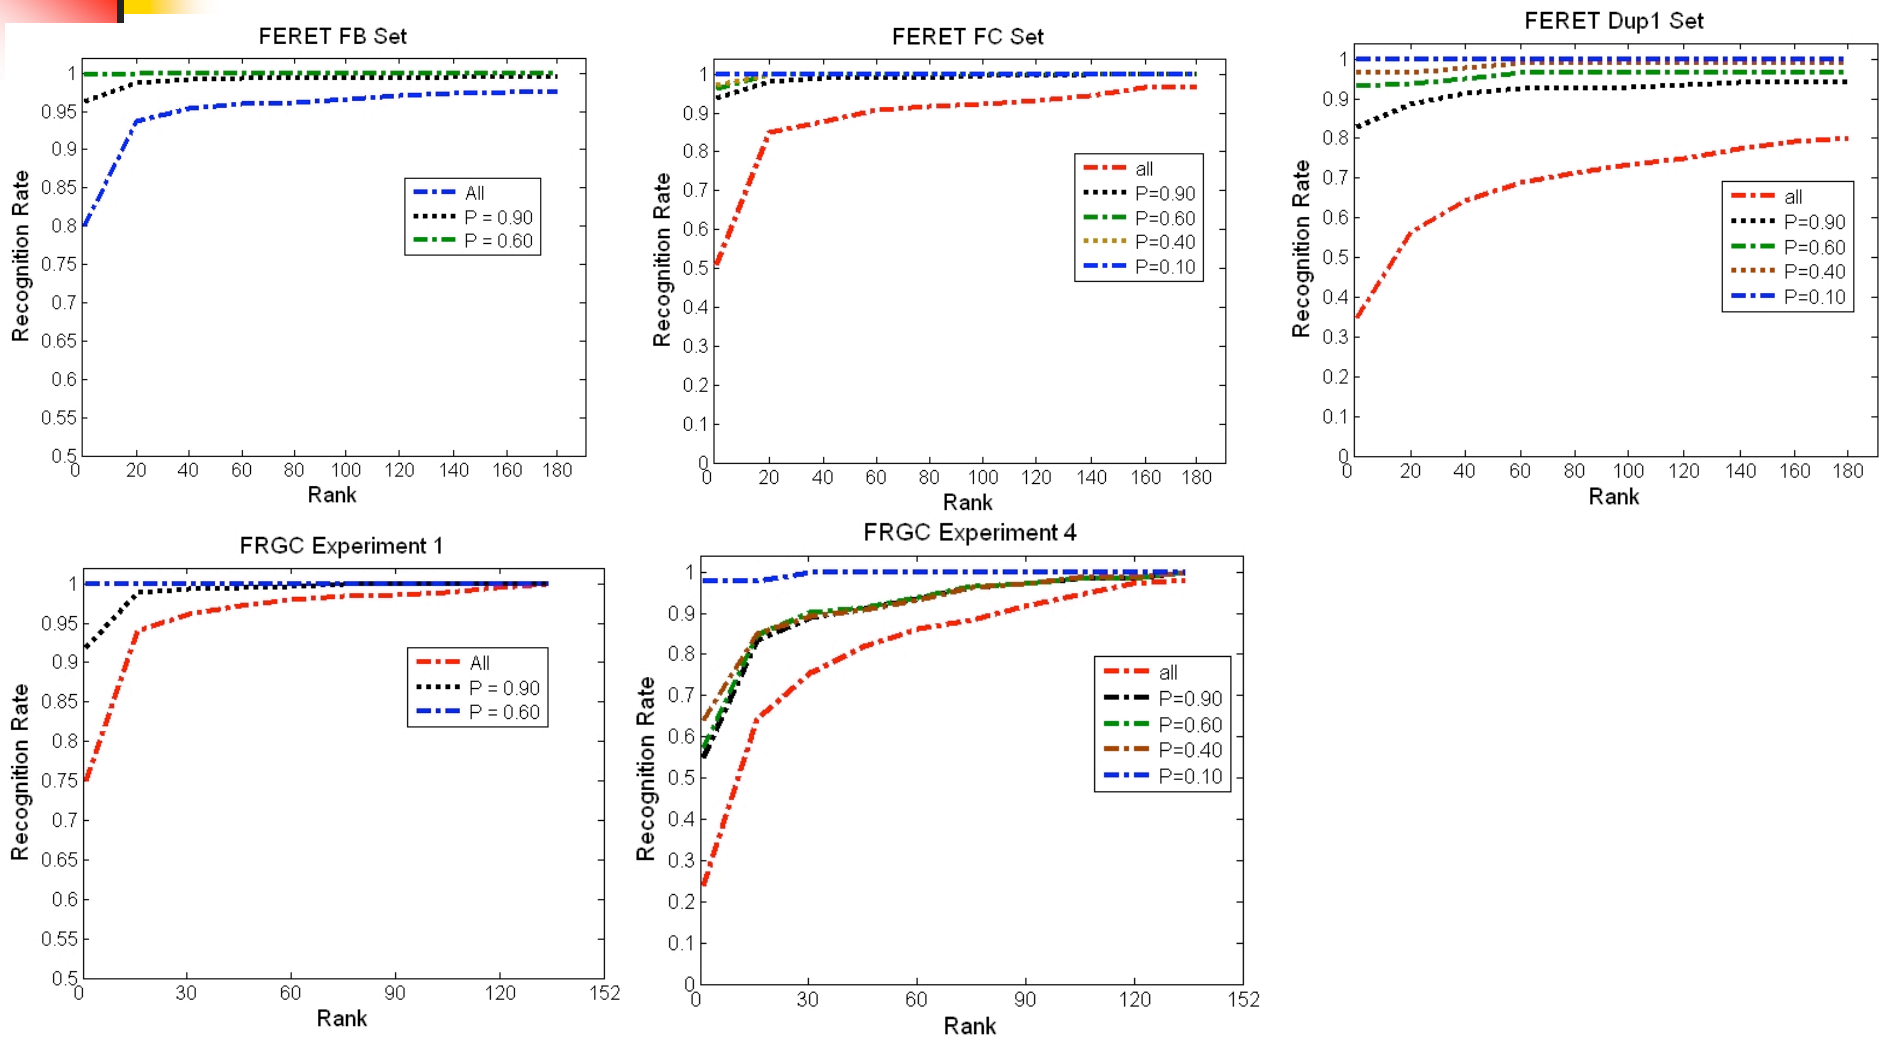 FERET FB Set
1
0.95
0.9
0.85
0.8
0.75
0.7
0.65
0.6
0.55
0.5
0 20 40 60 80 100 120 140 160 180
Rank
Recognition Rate
All
P = 0.90
P = 0.60
FERET FC Set
1
0.9
0.8
0.7
0.6
0.5
0.4
0.3
0.2
0.1
0
0 20 40 60 80 100 120 140 160 180
Rank
Recognition Rate
all
P=0.90
P=0.60
P=0.40
P=0.10
FERET Dup1 Set
1
0.9
0.8
0.7
0.6
0.5
0.4
0.3
0.2
0.1
0
0 20 40 60 80 100 120 140 160 180
Rank
Recognition Rate
all
P=0.90
P=0.60
P=0.40
P=0.10
FRGC Experiment 1
1
0.95
0.9
0.85
0.8
0.75
0.7
0.65
0.6
0.55
0.5
0 30 60 90 120 152
Rank
Recognition Rate
All
P = 0.90
P = 0.60
FRGC Experiment 4
1
0.9
0.8
0.7
0.6
0.5
0.4
0.3
0.2
0.1
0
0 30 60 90 120 152
Rank
Recognition Rate
all
P=0.90
P=0.60
P=0.40
P=0.10